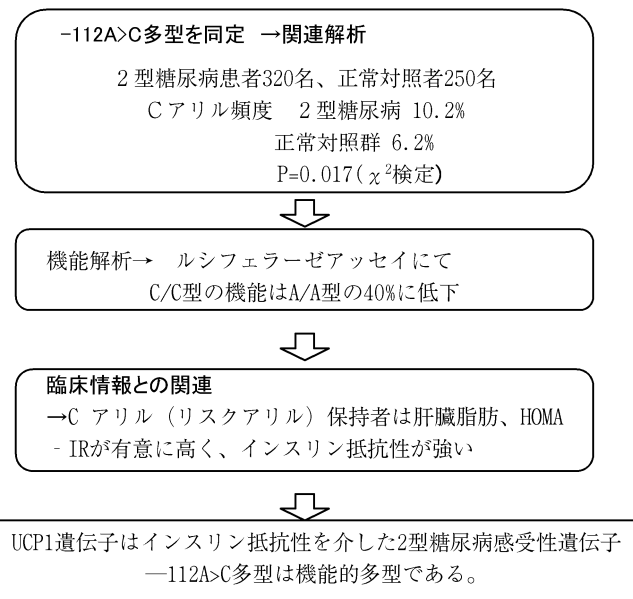 -112A>C多型を同定 →関連解析
２型糖尿病患者320名、正常対照者250名
Ｃアリル頻度 ２型糖尿病 10.2%
正常対照群 6.2%
P=0.017(χ²検定)
機能解析→ ルシフェラーゼアッセイにて
C/C型の機能はA/A型の40%に低下
臨床情報との関連
→C アリル（リスクアリル）保持者は肝臓脂肪、HOMA
‐IRが有意に高く、インスリン抵抗性が強い
UCP1遺伝子はインスリン抵抗性を介した2型糖尿病感受性遺伝子
―112A>C多型は機能的多型である。